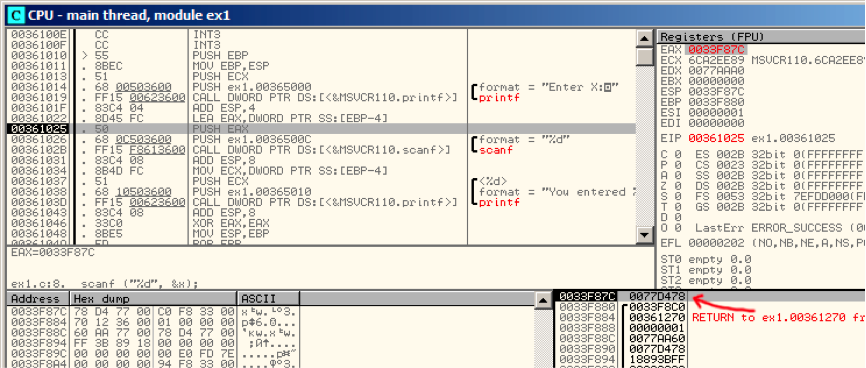 CPU - main thread, module ex1
0036100E CC INT3
0036100F CC INT3
00361010 > 55 PUSH EBP
00361011 . 8BEC MOV EBP,ESP
00361013 . 51 PUSH ECX
00361014 . 68 00503600 PUSH ex1.00365000 format = "Enter X:
00361019 . FF15 00623600 CALL DWORD PTR DS:[<&MSVCR110.printf>] printf
0036101F . 83C4 04 ADD ESP,4
00361022 . 8D45 FC LEA EAX,DWORD PTR SS:[EBP-4]
00361025 . 50 PUSH EAX
00361026 . 68 0C503600 PUSH ex1.0036500C format = "%d"
0036102B . FF15 F8613600 CALL DWORD PTR DS:[<&MSVCR110.scanf>] scanf
00361031 . 83C4 08 ADD ESP,8
00361034 . 8B4D FC MOV ECX,DWORD PTR SS:[EBP-4]
00361037 . 51 PUSH ECX <%d>
00361038 . 68 10503600 PUSH ex1.00365010 format = "You entered
0036103D . FF15 00623600 CALL DWORD PTR DS:[<&MSVCR110.printf>] printf
00361043 . 83C4 08 ADD ESP,8
00361046 . 33C0 XOR EAX,EAX
00361048 . 8BE5 MOV ESP,EBP
EAX=0033F87C
ex1.c:8. scanf ("%d", &x);
Registers (FPU)
EAX 0033F87C
ECX 6CA2EE89 MSVCR110.6CA2EE89
EDX 0077AAA0
EBX 00000000
ESP 0033F87C
EBP 0033F880
ESI 00000001
EDI 00000000
EIP 00361025 ex1.00361025
C 0 ES 002B 32bit 0(FFFFFFFF
P 0 CS 0023 32bit 0(FFFFFFFF
A 0 SS 002B 32bit 0(FFFFFFFF
Z 0 DS 002B 32bit 0(FFFFFFFF
S 0 FS 0053 32bit 7EFDD000(FF
T 0 GS 002B 32bit 0(FFFFFFFF
D 0
O 0 LastErr ERROR_SUCCESS (00
EFL 00000202 (NO,NB,NE,A,NS,PO
ST0 empty 0.0
ST1 empty 0.0
ST2 empty 0.0
Address Hex dump ASCII
0033F87C 78 D4 77 00 C0 F8 33 00
0033F884 70 12 36 00 01 00 00 00
0033F88C 60 AA 77 00 78 D4 77 00
0033F894 FF 3B 89 18 00 00 00 00
0033F89C 00 00 00 00 00 E0 FD 7E
0033F8A4 00 00 00 00 94 F8 33 00
0033F87C 0077D478
0033F880 0033F8C0
0033F884 00361270 RETURN to ex1.00361270 fr
0033F888 00000001
0033F88C 0077AA60
0033F890 0077D478
0033F894 18893BFF